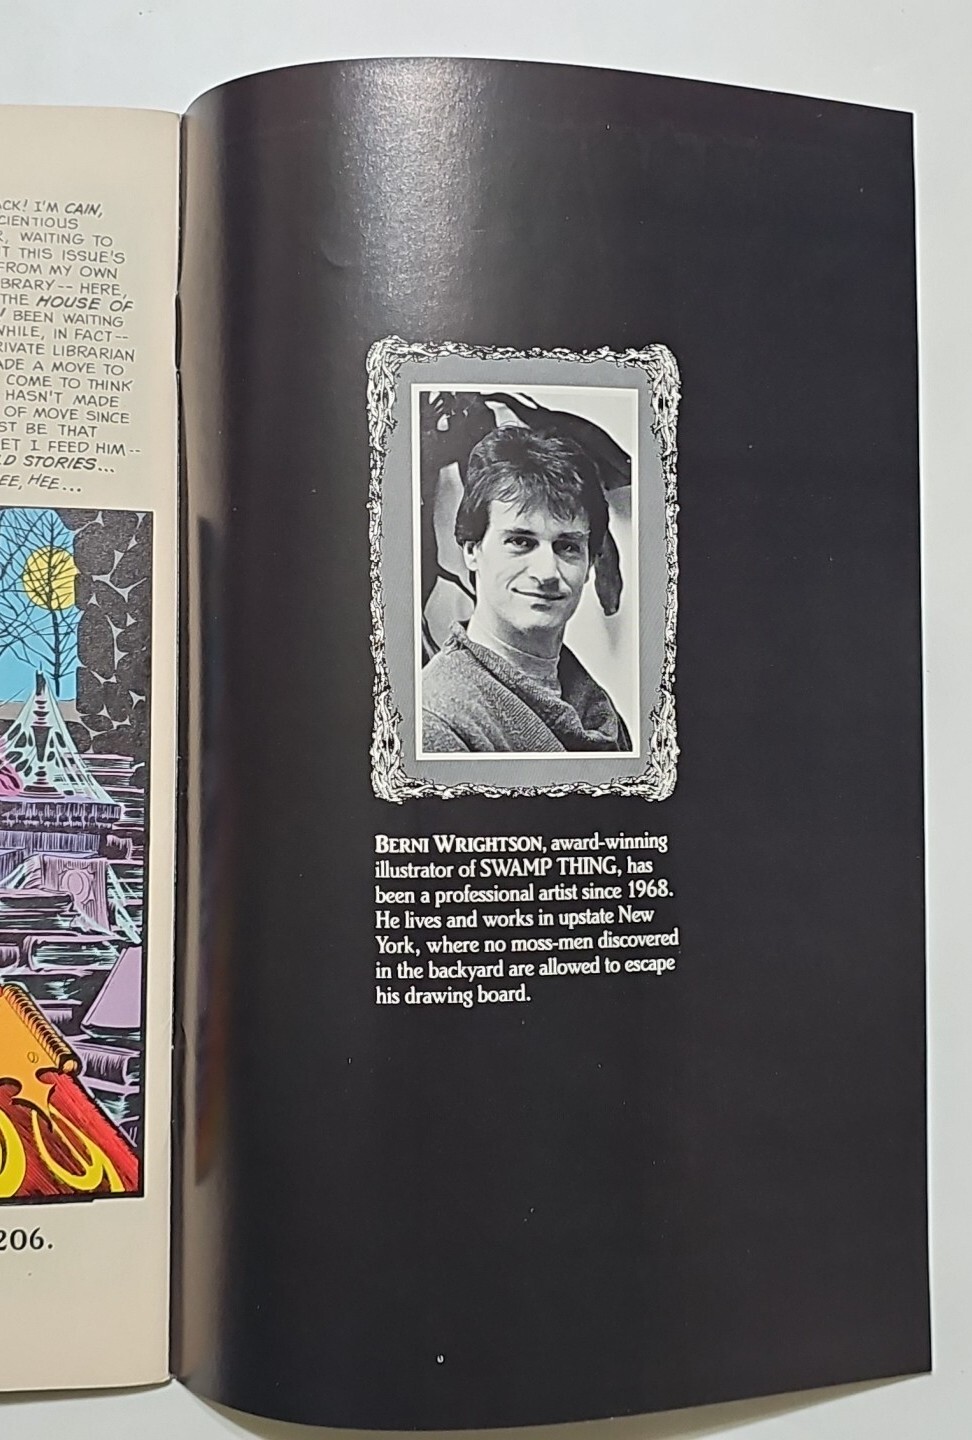 ACK! I'M CAIN,
CIENTIOUS
R, WAITING TO
T THIS ISSUE'S
FROM MY OWN
BRARY-- HERE,
THE HOUSE OF
BEEN WAITING
WHILE, IN FACT--
RIVATE LIBRARIAN
ADE A MOVE TO
COME TO THINK
HASN'T MADE
OF MOVE SINCE
ST BE THAT
ET I FEED HIM--
LD STORIES...
EE, HEE...
206.
BERNI WRIGHTSON, award-winning
illustrator of SWAMP THING, has
been a professional artist since 1968.
He lives and works in upstate New
York, where no moss-men discovered
in the backyard are allowed to escape
his drawing board.